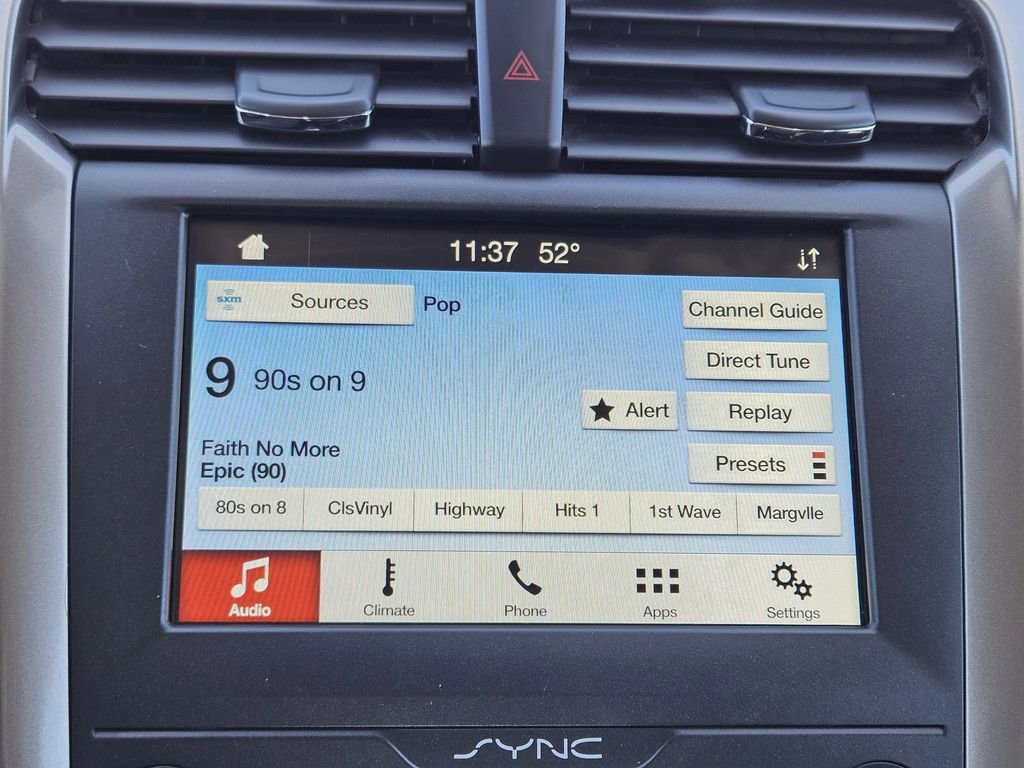 11:37 52°
sxm Sources Pop Channel Guide
Direct Tune
9 90s on 9
Alert Replay
Faith No More
Epic (90)
Presets
80s on 8 ClsVinyl Highway Hits 1 1st Wave Margvlle
Audio Climate Phone Apps Settings
SYNC